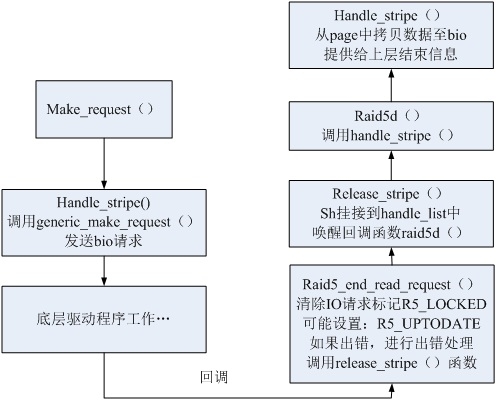 Make_request（）
Handle_stripe()
调用generic_make_request（）
发送bio请求
底层驱动程序工作…
回调
Raid5_end_read_request（）
清除IO请求标记R5_LOCKED
可能设置：R5_UPTODATE
如果出错，进行出错处理
调用release_stripe（）函数
Release_stripe（）
Sh挂接到handle_list中
唤醒回调函数raid5d（）
Raid5d（）
调用handle_stripe（）
Handle_stripe（）
从page中拷贝数据至bio
提供给上层结束信息